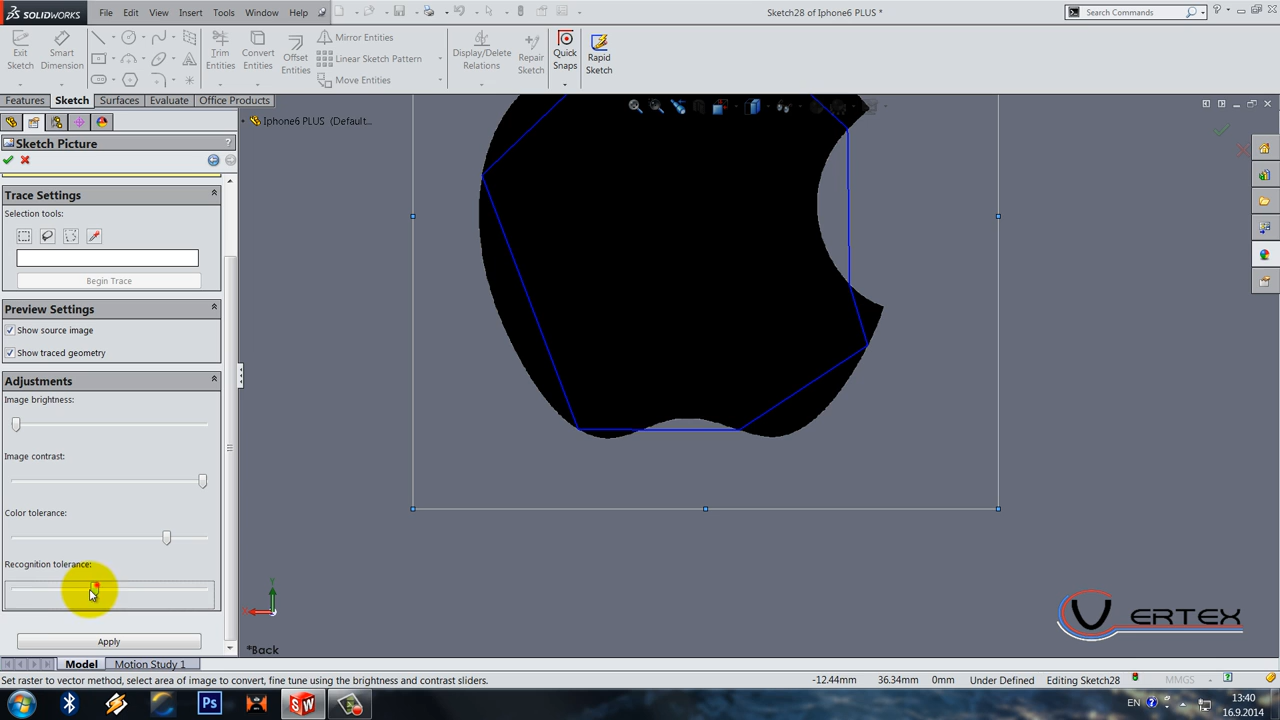 SOLIDWORKS File Edit View Insert Tools Window Help Sketch28 of Iphone6 PLUS * Search Commands
Exit Sketch Smart Dimension Trim Entities Convert Entities Offset Entities Mirror Entities Linear Sketch Pattern Move Entities Display/Delete Relations Repair Sketch Quick Snaps Rapid Sketch
Features Sketch Surfaces Evaluate Office Products
Iphone6 PLUS (Default...
Sketch Picture ?
Trace Settings
Selection tools:
Begin Trace
Preview Settings
Show source image
Show traced geometry
Adjustments
Image brightness:
Image contrast:
Color tolerance:
Recognition tolerance:
Apply
Y
*Back
VERTEX
Model Motion Study 1
Set raster to vector method, select area of image to convert, fine tune using the brightness and contrast sliders. -12.44mm 36.34mm 0mm Under Defined Editing Sketch28 MMGS
Ps SW EN 13:40
16.9.2014